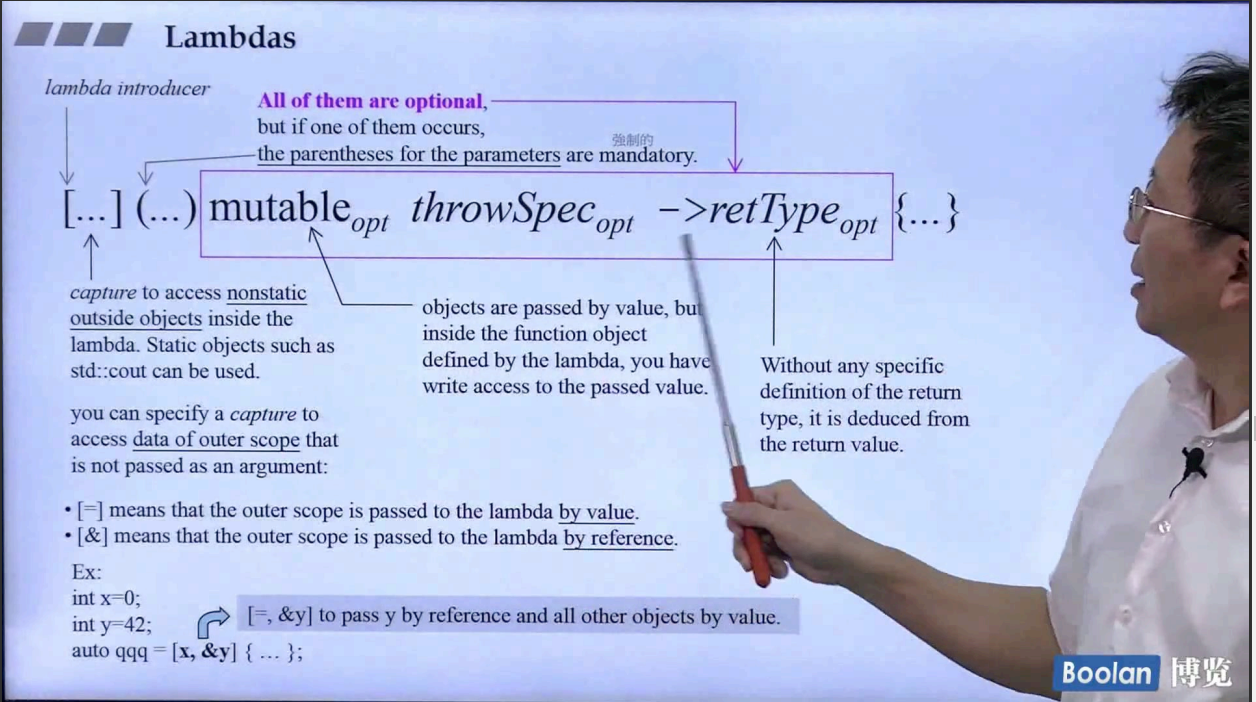 Lambdas
lambda introducer
All of them are optional,
but if one of them occurs,
強制的
the parentheses for the parameters are mandatory.
[...] (...) mutable opt throwSpec opt ->retType opt {...}
capture to access nonstatic
outside objects inside the
lambda. Static objects such as
std::cout can be used.
objects are passed by value, but
inside the function object
defined by the lambda, you have
write access to the passed value.
Without any specific
definition of the return
type, it is deduced from
the return value.
you can specify a capture to
access data of outer scope that
is not passed as an argument:
• [=] means that the outer scope is passed to the lambda by value.
• [&] means that the outer scope is passed to the lambda by reference.
Ex:
int x=0;
int y=42;
auto qqq = [x, &y] { ... };
[=, &y] to pass y by reference and all other objects by value.
Boolan 博览